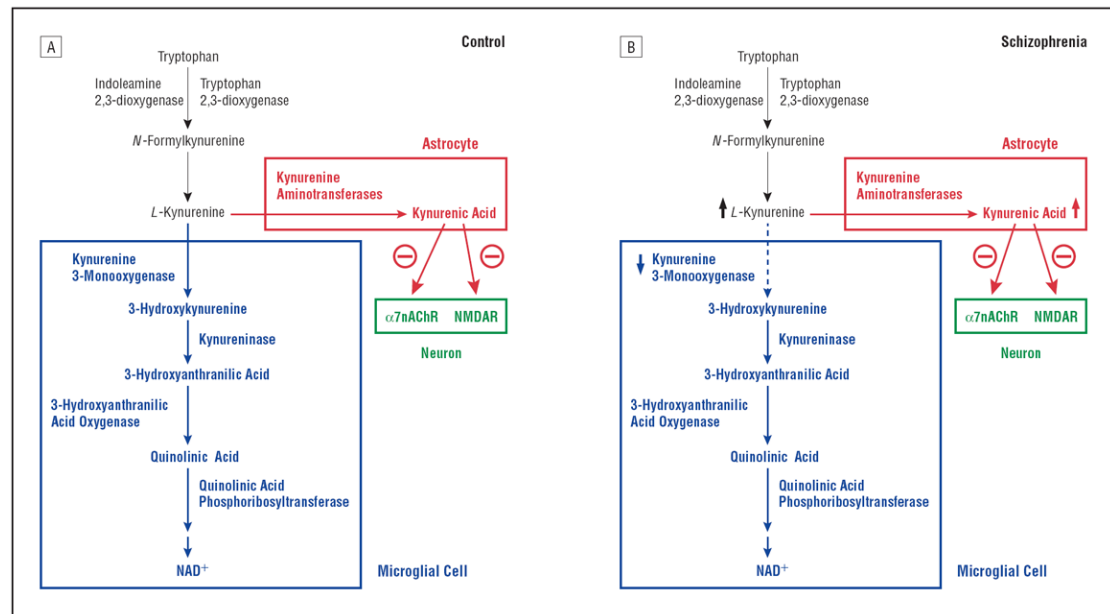 A
Control
Tryptophan
Indoleamine
2,3-dioxygenase
Tryptophan
2,3-dioxygenase
N-Formylkynurenine
Astrocyte
Kynurenine
Aminotransferases
L-Kynurenine
Kynurenic Acid
Kynurenine
3-Monooxygenase
3-Hydroxykynurenine
α7nAChR NMDAR
Neuron
Kynureninase
3-Hydroxyanthranilic Acid
3-Hydroxyanthranilic
Acid Oxygenase
Quinolinic Acid
Quinolinic Acid
Phosphoribosyltransferase
NAD+
Microglial Cell
B
Schizophrenia
Tryptophan
Indoleamine
2,3-dioxygenase
Tryptophan
2,3-dioxygenase
N-Formylkynurenine
Astrocyte
Kynurenine
Aminotransferases
L-Kynurenine
Kynurenic Acid
Kynurenine
3-Monooxygenase
3-Hydroxykynurenine
α7nAChR NMDAR
Neuron
Kynureninase
3-Hydroxyanthranilic Acid
3-Hydroxyanthranilic
Acid Oxygenase
Quinolinic Acid
Quinolinic Acid
Phosphoribosyltransferase
NAD+
Microglial Cell